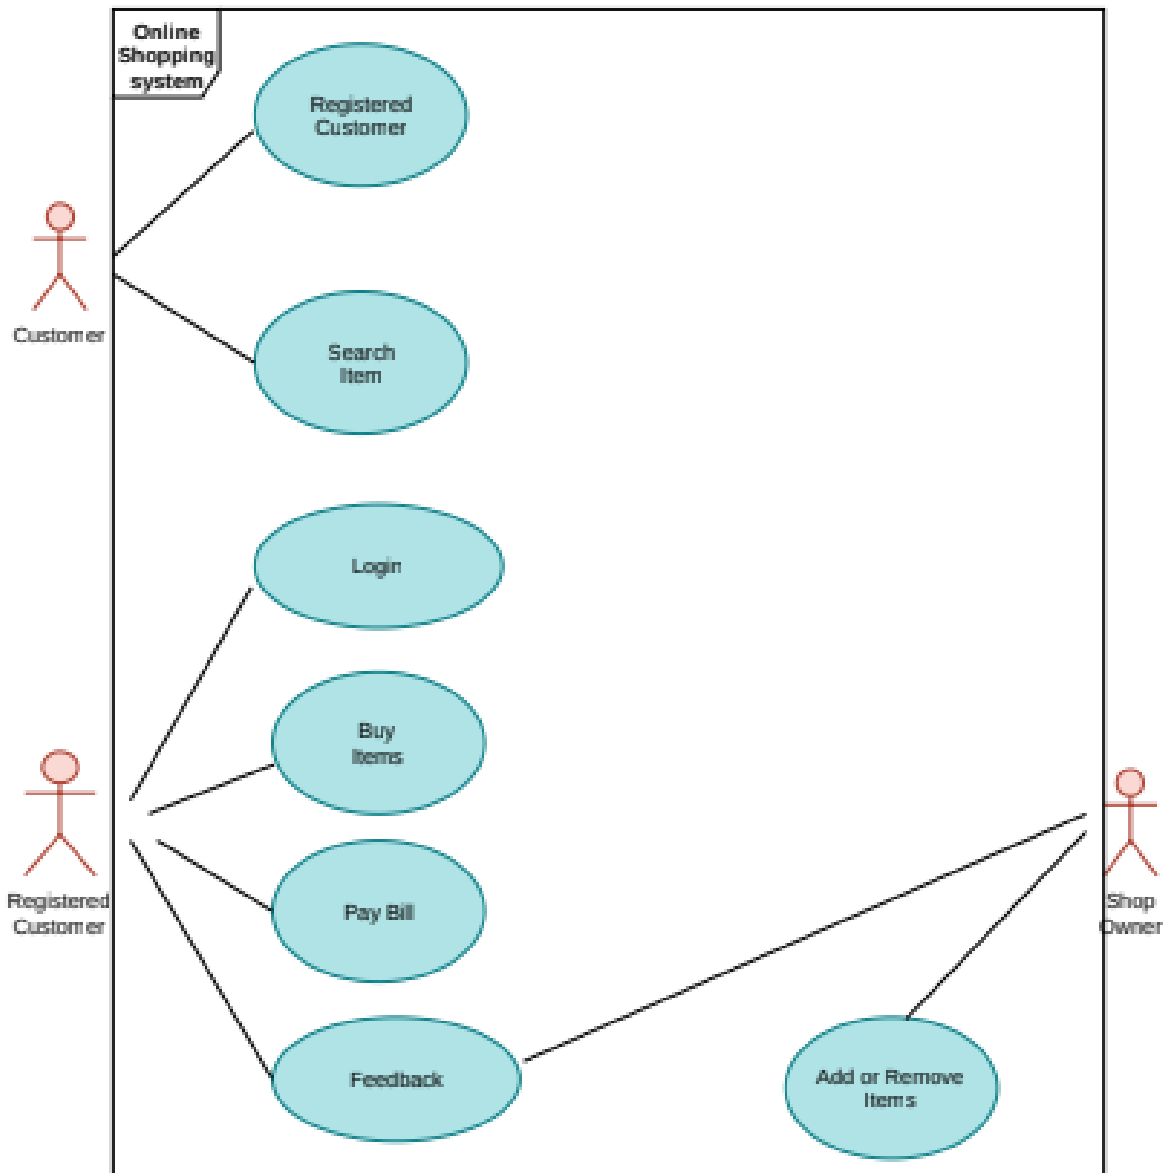 Online
Shopping
system
Registered
Customer
Customer
Search
Item
Login
Buy
Items
Registered
Customer
Pay Bill
Shop
Owner
Feedback
Add or Remove
Items